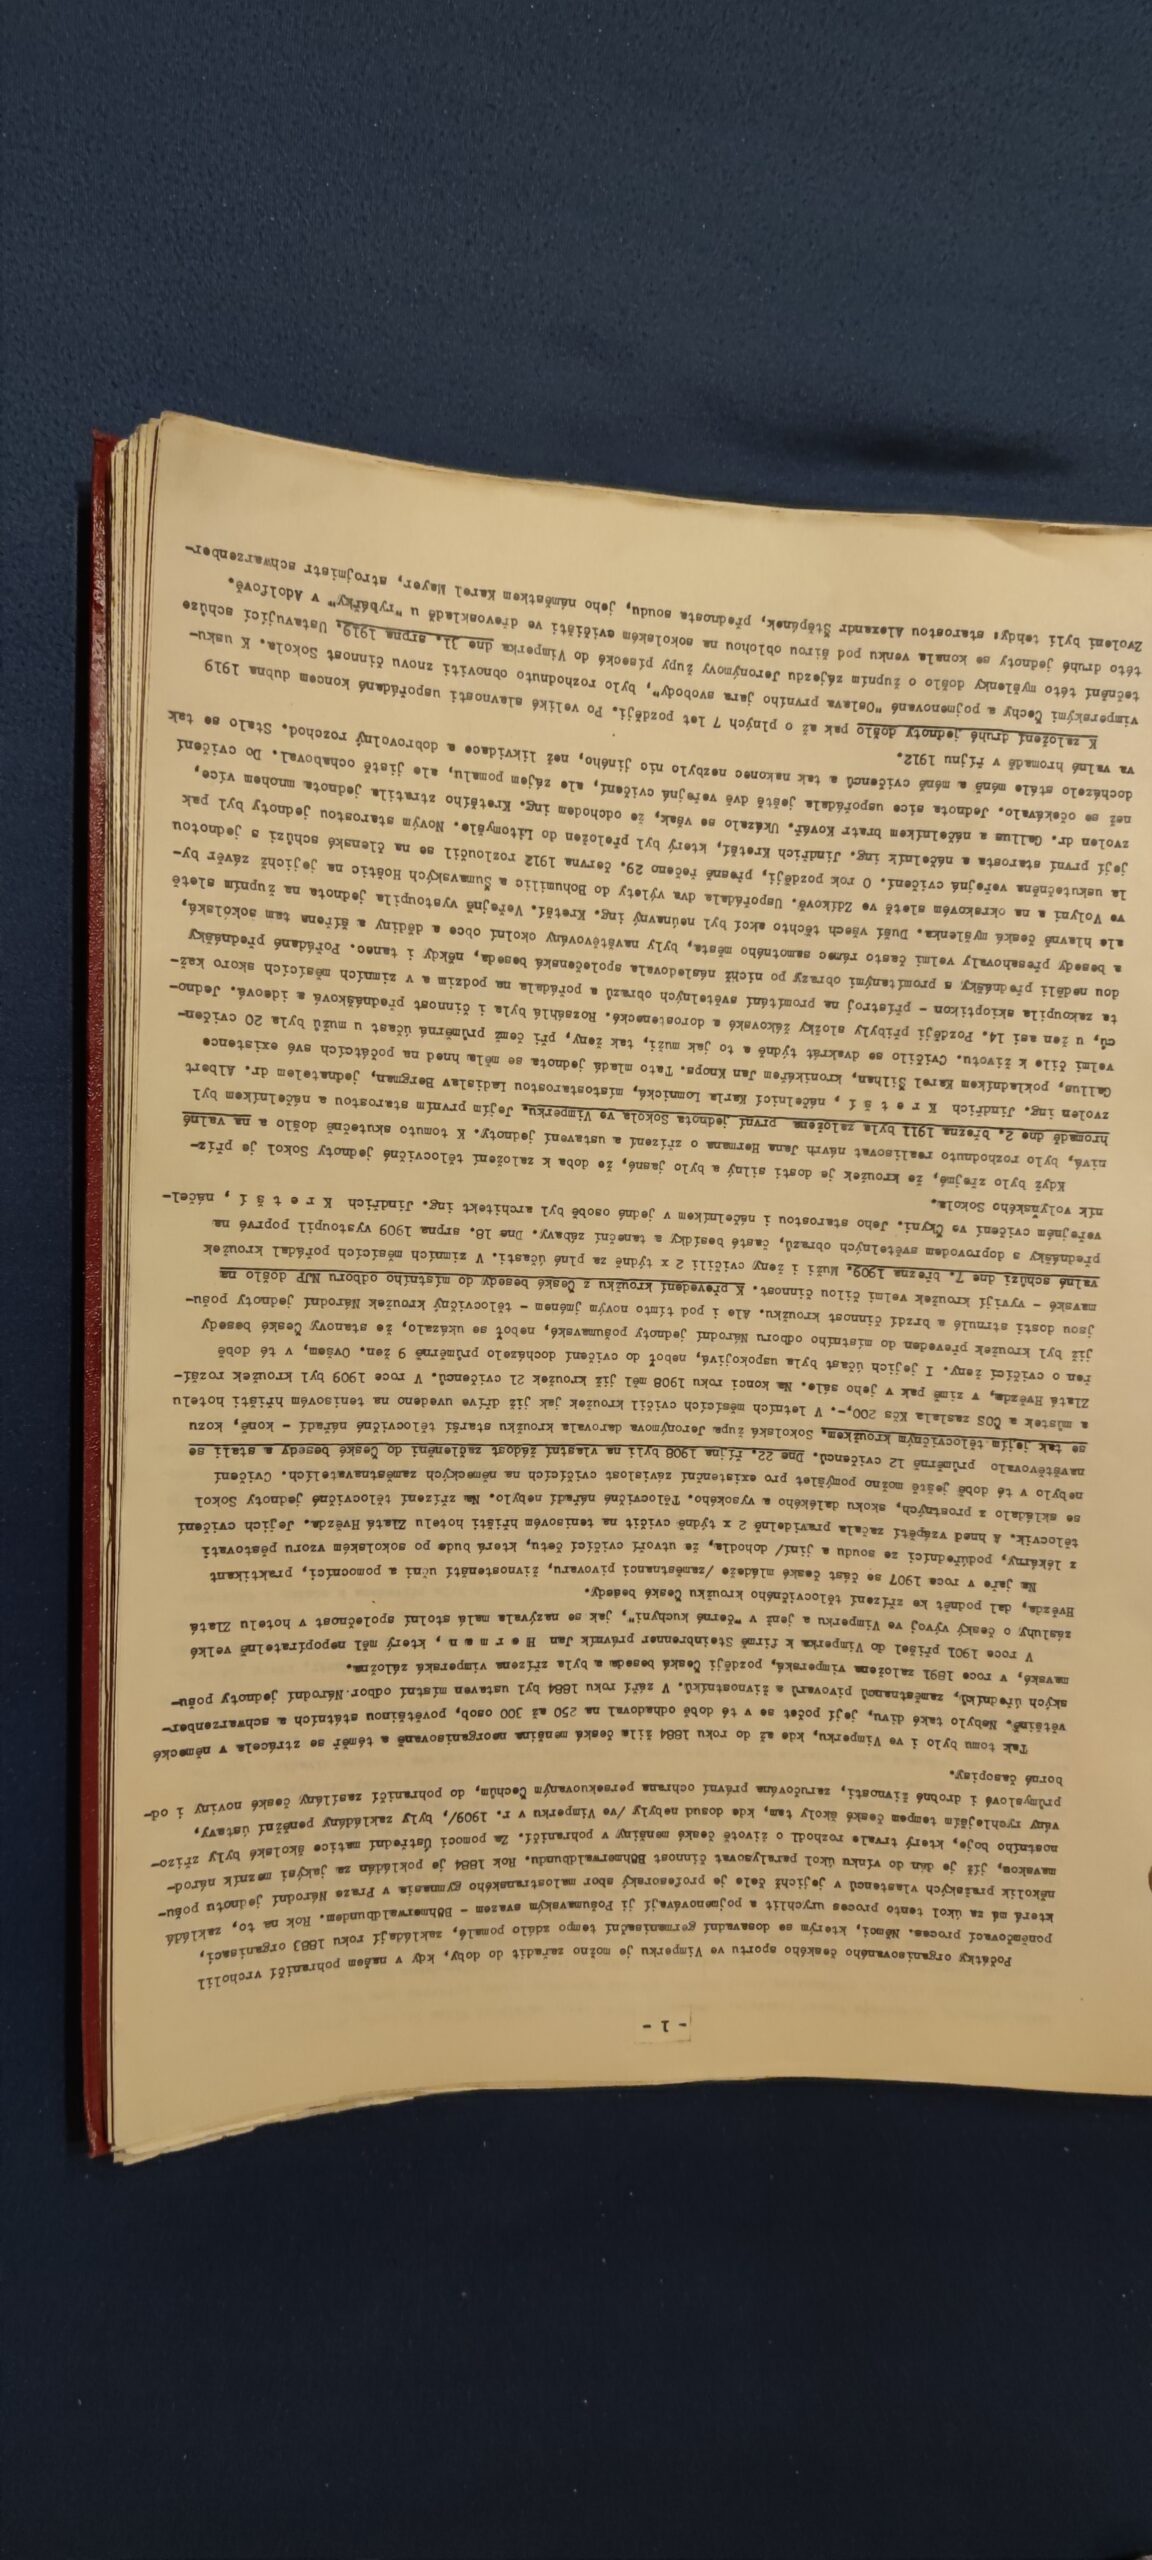 - 1 -
Počátky organisovaného českého sportu ve Vimperku je možno zařadit do doby, kdy v našem pohraničí vrcholil
poněmčovací proces. Němci, kterým se dosavadní germanisační tempo zdálo pomalé, zakládají roku 1883 organisaci,
která má za úkol tento proces urychlit a pojmenovávají ji Pošumavským svazem - Böhmerwaldbundem. Rok na to, zakládá
několik pražských vlastenců v jejichž čele je profesorský sbor malostranského gymnasia v Praze Národní jednotu pošu-
mavskou, jíž je dán do vínku úkol paralysovat činnost Böhmerwaldbundu. Rok 1884 je pokládán za jakýsi mezník národ-
nostního boje, který trvale rozhodl o životě české menšiny v pohraničí. Za pomoci Ústřední matice školské byly zřizo-
vány rychlejším tempem české školy tam, kde dosud nebyly /ve Vimperku v r. 1909/, byly zakládány peněžní ústavy,
průmyslové i drobné živnosti, zaručována právní ochrana persekuovaným Čechům, do pohraničí zasílány české noviny i od-
borné časopisy.
Tak tomu bylo i ve Vimperku, kde až do roku 1884 žila česká menšina neorganisovaně a téměř se ztrácela v německé
většině. Nebylo také divu, její počet se v té době odhadoval na 250 až 300 osob, povětšinou státních a schwarzenber-
ských úředníků, zaměstnanců pivovarů a živnostníků. V září roku 1884 byl ustaven místní odbor Národní jednoty pošu-
mavské, v roce 1891 založena vimperská, později Česká beseda a byla zřízena vimperská záložna.
V roce 1901 přišel do Vimperka k firmě Steinbrenner právník Jan H e r m a n , který měl nepopíratelně velké
zásluhy o český vývoj ve Vimperku a jenž v "černé kuchyni", jak se nazývala malá stolní společnost v hotelu Zlatá
Hvězda, dal podnět ke zřízení tělocvičného kroužku České besedy.
Na jaře v roce 1907 se část české mládeže /zaměstnanci pivovaru, živnostenští učni a pomocníci, praktikant
z lékárny, podúředníci ze soudu a jiní/ dohodla, že utvoří cvičící četu, která bude po sokolském vzoru pěstovati
tělocvik. A hned vzápětí začala pravidelně 2 x týdně cvičit na tenisovém hřišti hotelu Zlatá Hvězda. Jejich cvičení
se skládalo z prostných, skoku dalekého a vysokého. Tělocvičné nářadí nebylo. Na zřízení tělocvičné jednoty Sokol
nebylo v té době ještě možno pomýšlet pro existenční závislost cvičících na německých zaměstnavatelích. Cvičení
navštěvovalo průměrně 12 cvičenců. Dne 22. října 1908 byli na vlastní žádost začleněni do České besedy a stali se
se tak jejím tělocvičným kroužkem. Sokolská župa Jeronymova darovala kroužku starší tělocvičné nářadí - koně, kozu
a můstek a ČOS zaslala Kčs 200,-. V letních měsících cvičil kroužek jak již dříve uvedeno na tenisovém hřišti hotelu
Zlatá Hvězda, v zimě pak v jeho sále. Na konci roku 1908 měl již kroužek 21 cvičenců. V roce 1909 byl kroužek rozší-
řen o cvičící ženy. I jejich účast byla uspokojivá, neboť do cvičení docházelo průměrně 9 žen. Ovšem, v té době
již byl kroužek převeden do místního odboru Národní jednoty pošumavské, neboť se ukázalo, že stanovy České besedy
jsou dosti strnulé a brzdí činnost kroužku. Ale i pod tímto novým jménem - tělocvičný kroužek Národní jednoty pošu-
mavské - vyvíjí kroužek velmi čilou činnost. K převedení kroužku z České besedy do místního odboru NJP došlo na
valné schůzi dne 7. března 1909. Muži i ženy cvičili 2 x týdně za plné účasti. V zimních měsících pořádal kroužek
přednášky s doprovodem světelných obrazů, časté besídky a taneční zábavy. Dne 18. srpna 1909 vystoupil poprvé na
veřejném cvičení ve Čkyni. Jeho starostou i náčelníkem v jedné osobě byl architekt ing. Jindřich K r e t š í , náčel-
ník volyňského Sokola.
Když bylo zřejmé, že kroužek je dosti silný a bylo jasné, že doba k založení tělocvičné jednoty Sokol je příz-
nivá, bylo rozhodnuto realisovat návrh Jana Hermana o zřízení a ustavení jednoty. K tomuto skutečně došlo a na valné
hromadě dne 2. března 1911 byla založena první jednota Sokola ve Vimperku. Jejím prvním starostou a náčelníkem byl
zvolen ing. Jindřich K r e t š í , náčelnicí Karla Lomnická, místostarostou Ladislav Bergman, jednatelem dr. Albert
Gallus, pokladníkem Karel Šilhan, kronikářem Jan Knops. Tato mladá jednota se měla hned na počátcích své existence
velmi čile k životu. Cvičilo se dvakrát týdně a to jak muži, tak ženy, při čemž průměrná účast u mužů byla 20 cvičen-
ců, u žen asi 14. Později přibyly složky žákovské a dorostenecké. Rozsáhlá byla i činnost přednášková a ideová. Jedno-
ta zakoupila skioptikon - přístroj na promítání světelných obrazů a pořádala na podzim a v zimních měsících skoro kaž-
dou neděli přednášky s promítanými obrazy po nichž následovala společenská beseda, někdy i tanec. Pořádané přednášky
a besedy přesahovaly velmi často rámec samotného města, byly navštěvovány okolní obce a dědiny a šířena tam sokolská,
ale hlavně česká myšlenka. Duší všech těchto akcí byl neúnavný ing. Kretší. Veřejně vystoupila jednota na župním sletě
ve Volyni a na okrskovém sletě ve Zdíkově. Uspořádala dva výlety do Bohumilic a Šumavských Hoštic na jejichž závěr by-
la uskutečněna veřejná cvičení. O rok později, přesně řečeno 29. června 1912 rozloučil se na členské schůzi s jednotou
její první starosta a náčelník ing. Jindřich Kretší, který byl přeložen do Litomyšle. Novým starostou jednoty byl pak
zvolen dr. Gallus a náčelníkem bratr Kovář. Ukázalo se však, že odchodem ing. Kretšího ztratila jednota mnohem více,
než se očekávalo. Jednota sice uspořádala ještě dvě veřejná cvičení, ale zájem pomalu, ale jistě ochaboval. Do cvičení
docházelo stále méně a méně cvičenců a tak nakonec nezbylo nic jiného, než likvidace a dobrovolný rozchod. Stalo se tak
va valné hromadě v říjnu 1912.
K založení druhé jednoty došlo pak až o plných 7 let později. Po veliké slavnosti uspořádané koncem dubna 1919
vimperskými Čechy a pojmenované "Oslava prvního jara svobody", bylo rozhodnuto obnoviti znovu činnost Sokola. K usku-
tečnění této myšlenky došlo o župním zájezdu Jeronýmovy župy písecké do Vimperka dne 31. srpna 1919. Ustavující schůze
této druhé jednoty se konala venku pod širou oblohou na sokolském cvičišti ve dřevoskladě u "rybářky" v Adolfově.
Zvoleni byli tehdy: starostou Alexandr Štěpánek, přednosta soudu, jeho náměstkem Karel Mayer, strojmistr schwarzenber-